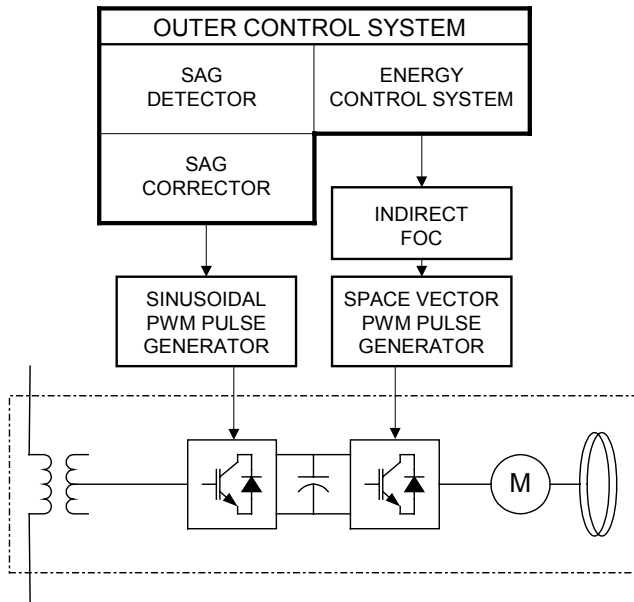 OUTER CONTROL SYSTEM
SAG
DETECTOR
ENERGY
CONTROL SYSTEM
SAG
CORRECTOR
INDIRECT
FOC
SINUSOIDAL
PWM PULSE
GENERATOR
SPACE VECTOR
PWM PULSE
GENERATOR
M